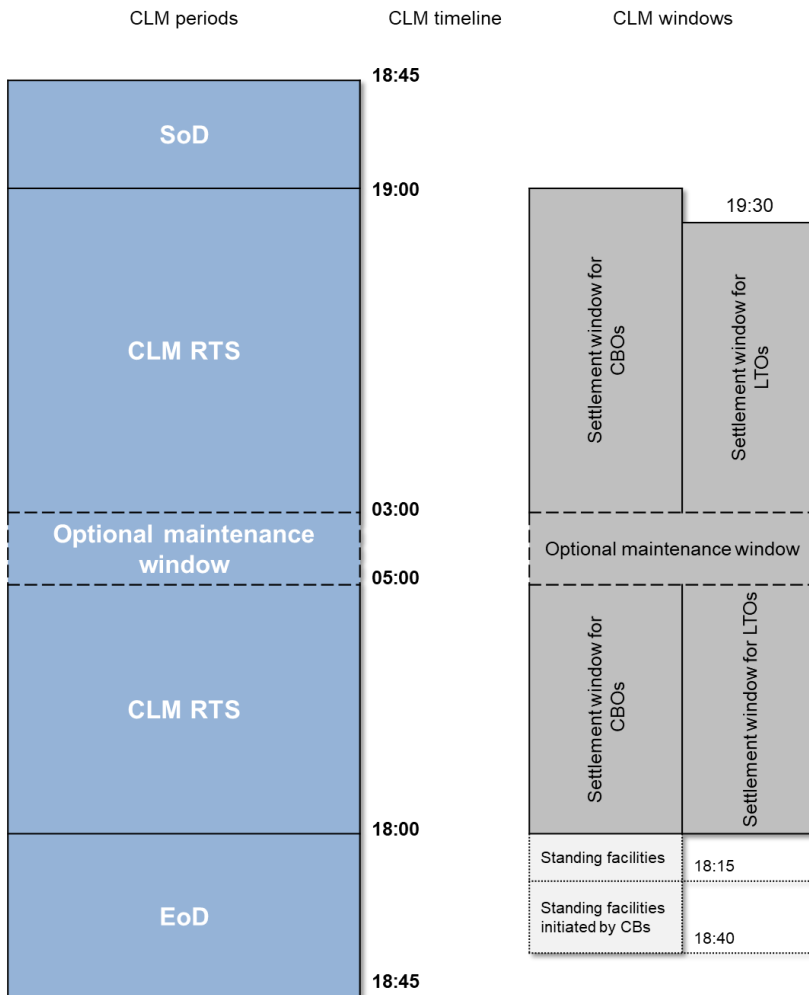 CLM periods
CLM timeline
CLM windows
18:45
SoD
19:00
19:30
CLM RTS
Settlement window for
CBOs
Settlement window for
LTOs
03:00
Optional maintenance
window
Optional maintenance window
05:00
CLM RTS
Settlement window for
CBOs
Settlement window for LTOs
18:00
Standing facilities
18:15
EoD
Standing facilities
initiated by CBs
18:40
18:45